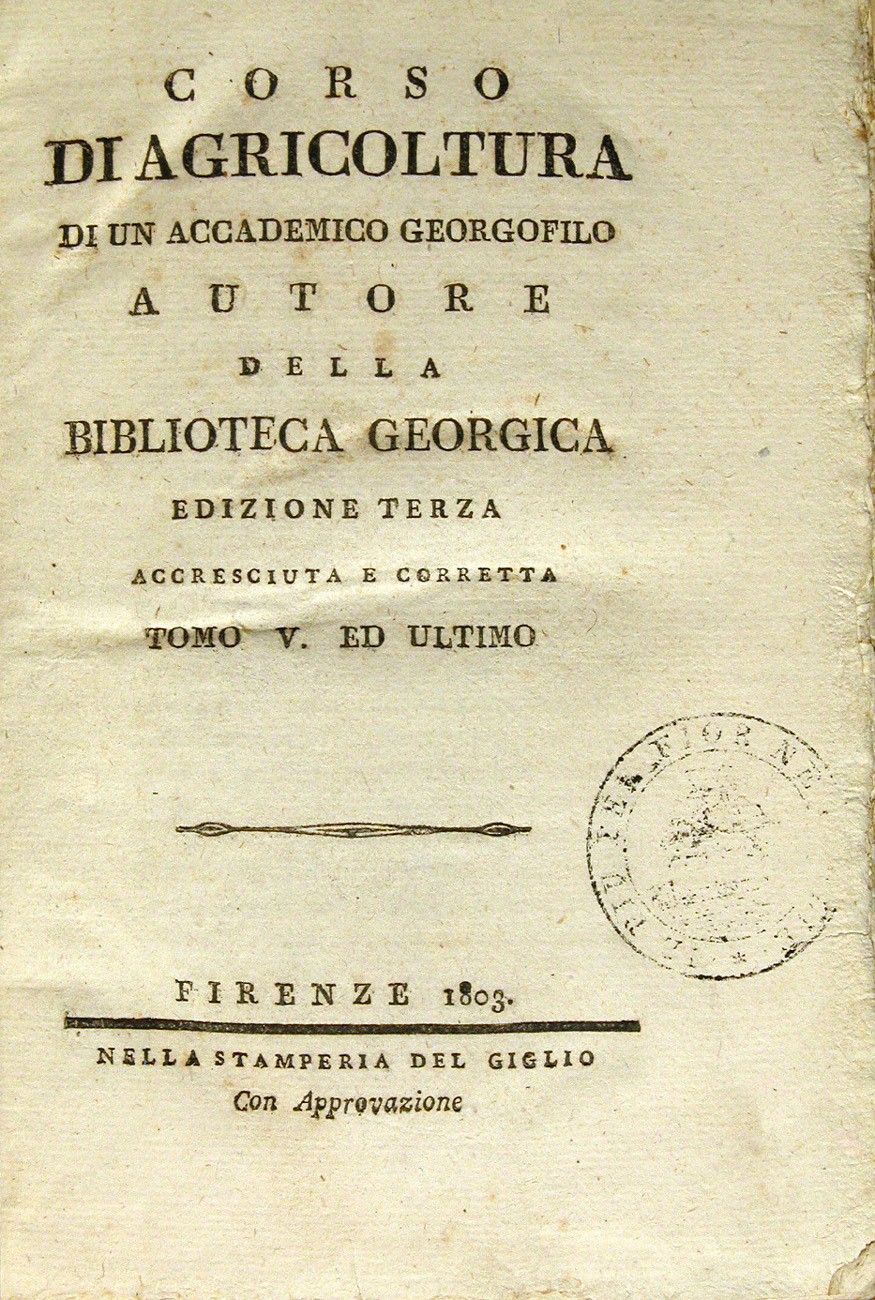 CORSO
DI AGRICOLTURA
DI UN ACCADEMICO GEORGOFILO
AUTORE
DELLA
BIBLIOTECA GEORGICA
EDIZIONE TERZA
ACCRESCIUTA E CORRETTA
TOMO V. ED ULTIMO
FIRENZE 1803.
NELLA STAMPERIA DEL GIGLIO
Con Approvazione